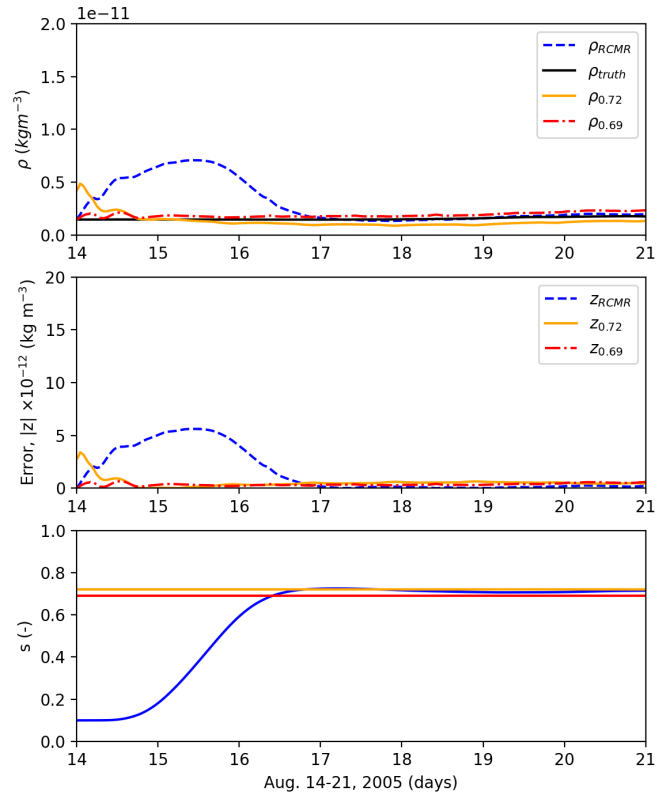 1e−11
2.0
1.5
1.0
0.5
0.0
ρ (kgm⁻³)
ρ_RCMR
ρ_truth
ρ_0.72
ρ_0.69
14 15 16 17 18 19 20 21
20
15
10
5
0
Error, |z| ×10⁻¹² (kg m⁻³)
z_RCMR
z_0.72
z_0.69
14 15 16 17 18 19 20 21
1.0
0.8
0.6
0.4
0.2
0.0
s (-)
14 15 16 17 18 19 20 21
Aug. 14-21, 2005 (days)